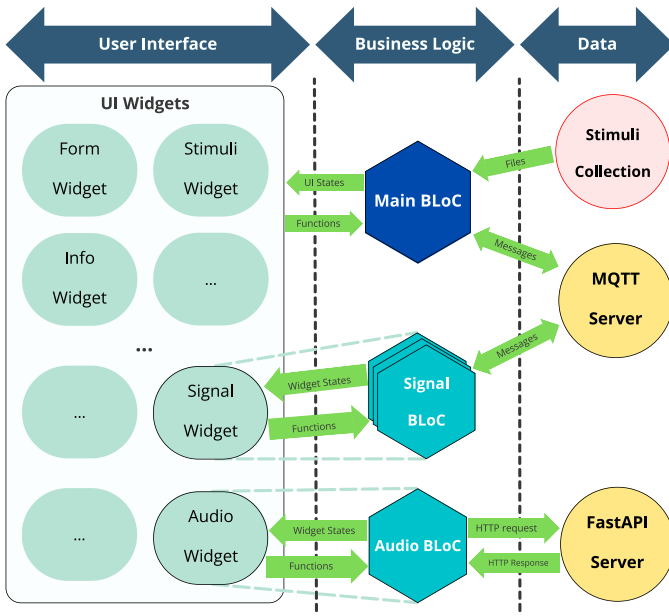 User Interface
Business Logic
Data
UI Widgets
Form
Widget
Stimuli
Widget
Info
Widget
...
...
...
Signal
Widget
...
Audio
Widget
UI States
Functions
Main BLoC
Files
Stimuli
Collection
Messages
MQTT
Server
Messages
Widget States
Functions
Signal
BLoC
Widget States
Functions
Audio BLoC
HTTP request
HTTP Response
FastAPI
Server